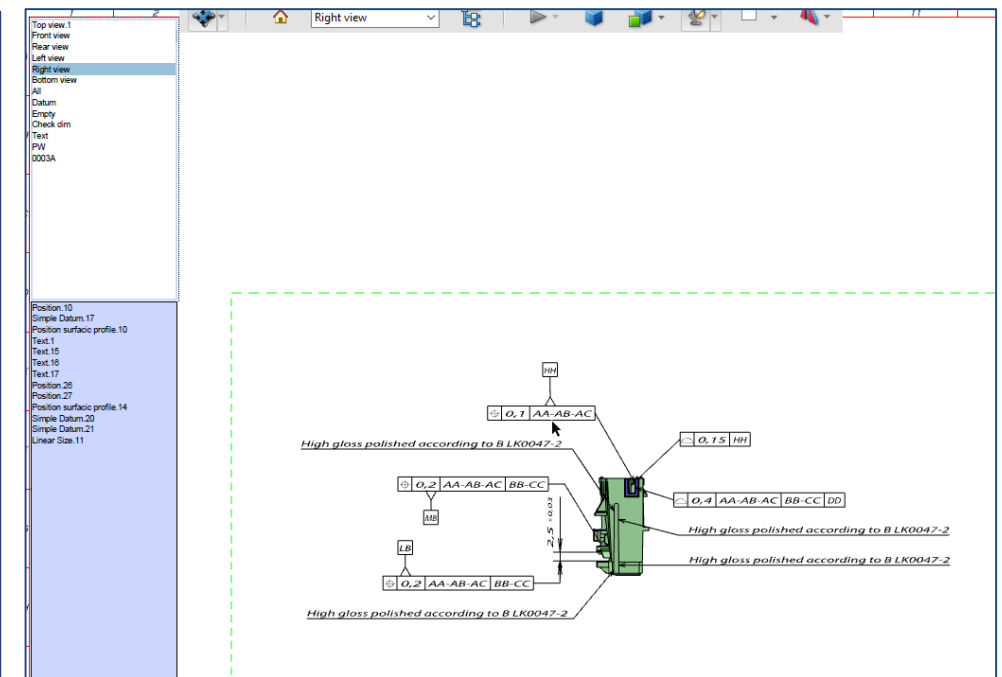 1
2
Right view
11
Top view.1
Front view
Rear view
Left view
Right view
Bottom view
All
Datum
Empty
Check dim
Text
PW
0003A
Position.10
Simple Datum.17
Position surfacic profile.10
Text.1
Text.15
Text.16
Text.17
Position.26
Position.27
Position surfacic profile.14
Simple Datum.20
Simple Datum.21
Linear Size.11
HH
⌖ 0,1 AA-AB-AC
High gloss polished according to B LK0047-2
⌓ 0,15 HH
⌖ 0,2 AA-AB-AC BB-CC
MB
⌓ 0,4 AA-AB-AC BB-CC DD
2,5 ±0,03
High gloss polished according to B LK0047-2
LB
High gloss polished according to B LK0047-2
⌖ 0,2 AA-AB-AC BB-CC
High gloss polished according to B LK0047-2